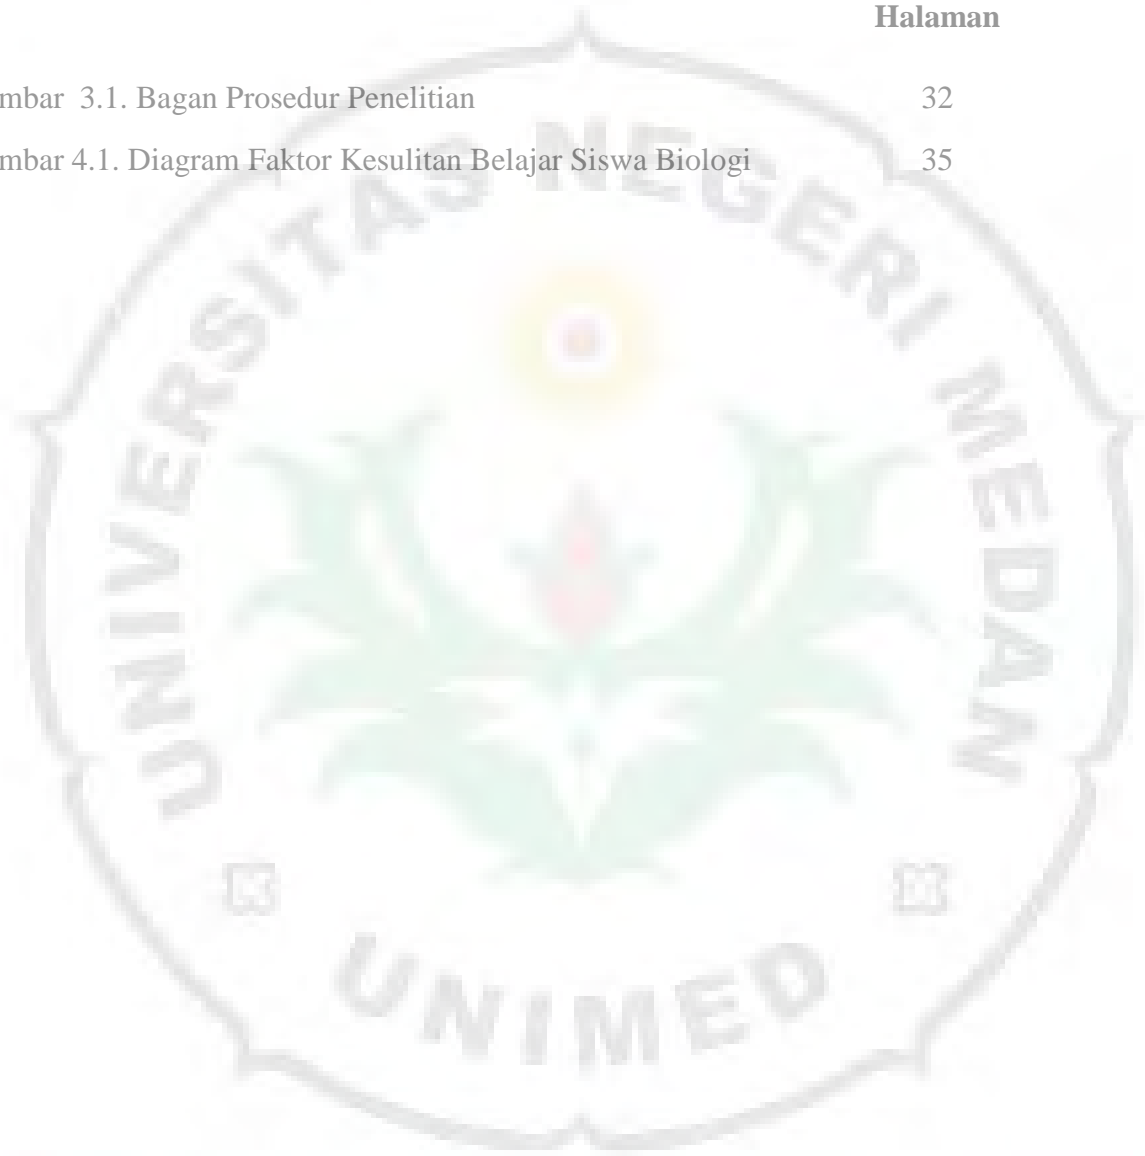 Halaman
mbar 3.1. Bagan Prosedur Penelitian 32
mbar 4.1. Diagram Faktor Kesulitan Belajar Siswa Biologi 35
UNIVERSITAS NEGERI MEDAN
UNIMED